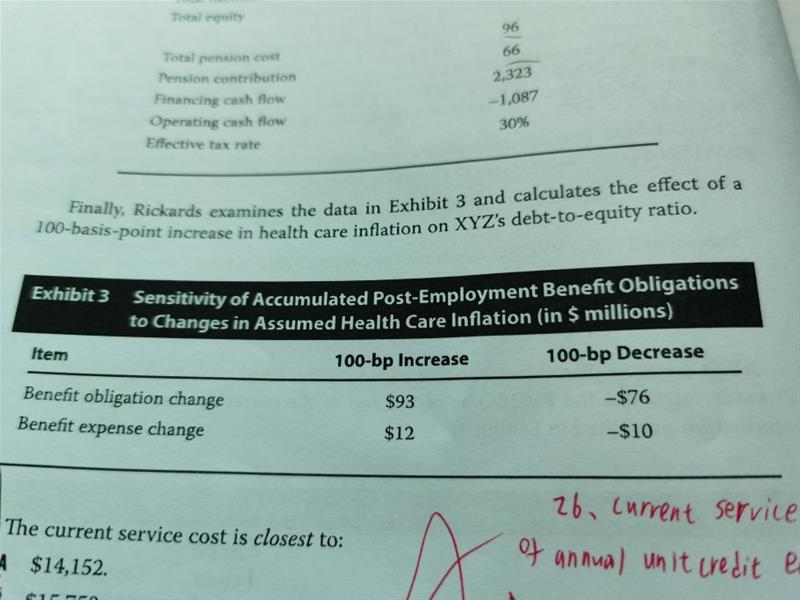 Total equity
96
Total pension cost 66
Pension contribution 2,323
Financing cash flow –1,087
Operating cash flow 30%
Effective tax rate
Finally, Rickards examines the data in Exhibit 3 and calculates the effect of a
100-basis-point increase in health care inflation on XYZ's debt-to-equity ratio.
Exhibit 3 Sensitivity of Accumulated Post-Employment Benefit Obligations
to Changes in Assumed Health Care Inflation (in $ millions)
Item 100-bp Increase 100-bp Decrease
Benefit obligation change $93 –$76
Benefit expense change $12 –$10
26、current service
The current service cost is closest to:
of annual unit credit
A $14,152.